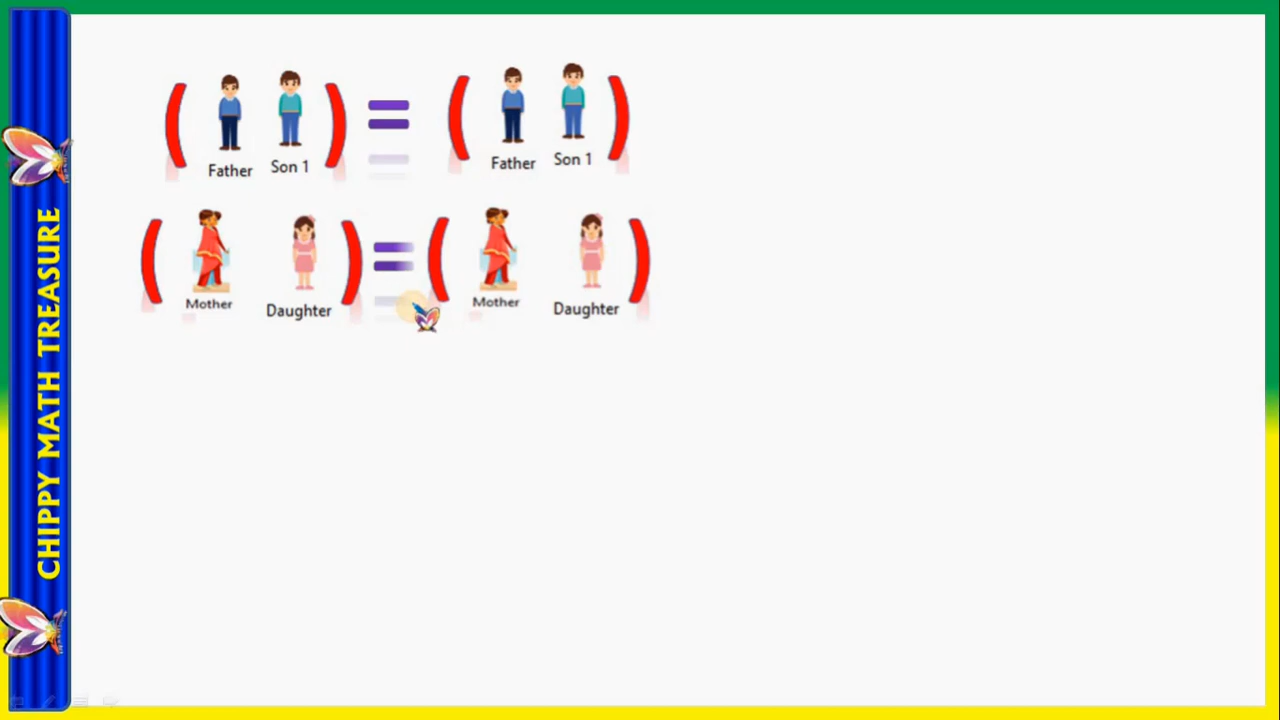 CHIPPY MATH TREASURE
( Father Son 1 ) = ( Father Son 1 )
( Mother Daughter ) = ( Mother Daughter )